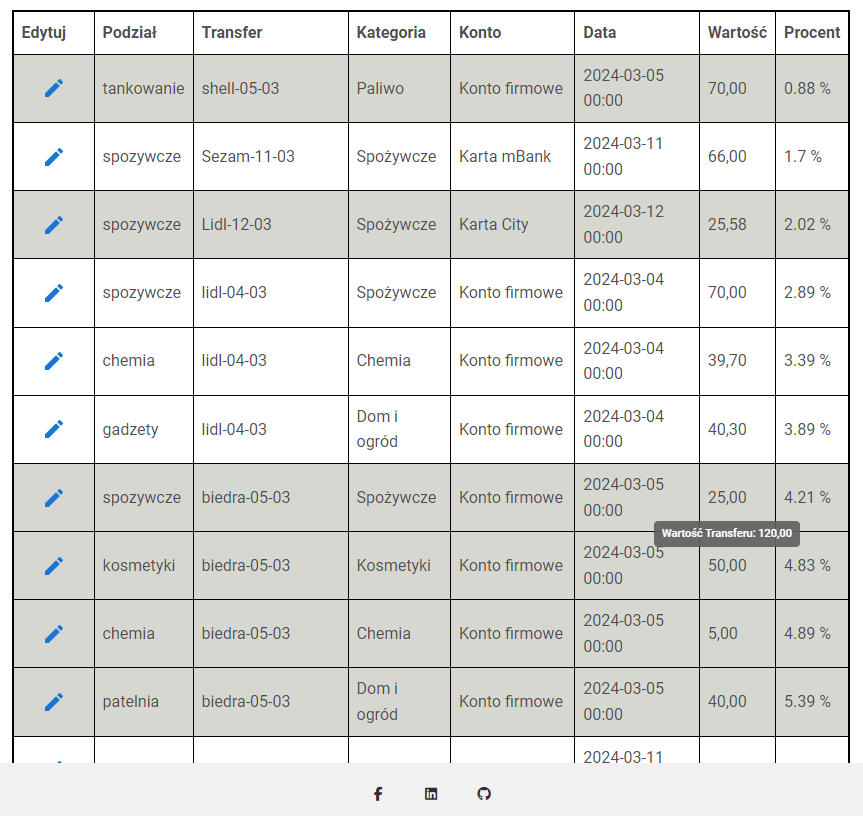 Edytuj Podział Transfer Kategoria Konto Data Wartość Procent
tankowanie shell-05-03 Paliwo Konto firmowe 2024-03-05 00:00 70,00 0.88 %
spozywcze Sezam-11-03 Spożywcze Karta mBank 2024-03-11 00:00 66,00 1.7 %
spozywcze Lidl-12-03 Spożywcze Karta City 2024-03-12 00:00 25,58 2.02 %
spozywcze lidl-04-03 Spożywcze Konto firmowe 2024-03-04 00:00 70,00 2.89 %
chemia lidl-04-03 Chemia Konto firmowe 2024-03-04 00:00 39,70 3.39 %
gadzety lidl-04-03 Dom i ogród Konto firmowe 2024-03-04 00:00 40,30 3.89 %
spozywcze biedra-05-03 Spożywcze Konto firmowe 2024-03-05 00:00 25,00 4.21 %
Wartość Transferu: 120,00
kosmetyki biedra-05-03 Kosmetyki Konto firmowe 2024-03-05 00:00 50,00 4.83 %
chemia biedra-05-03 Chemia Konto firmowe 2024-03-05 00:00 5,00 4.89 %
patelnia biedra-05-03 Dom i ogród Konto firmowe 2024-03-05 00:00 40,00 5.39 %
2024-03-11